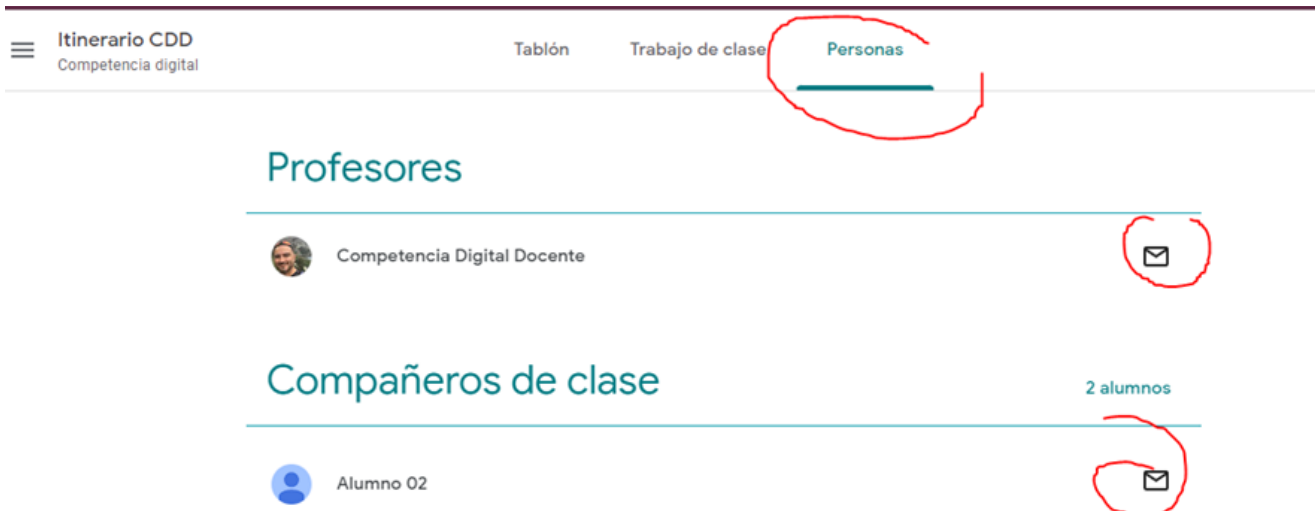 Itinerario CDD
Competencia digital
Tablón Trabajo de clase Personas
Profesores
Competencia Digital Docente
Compañeros de clase
2 alumnos
Alumno 02